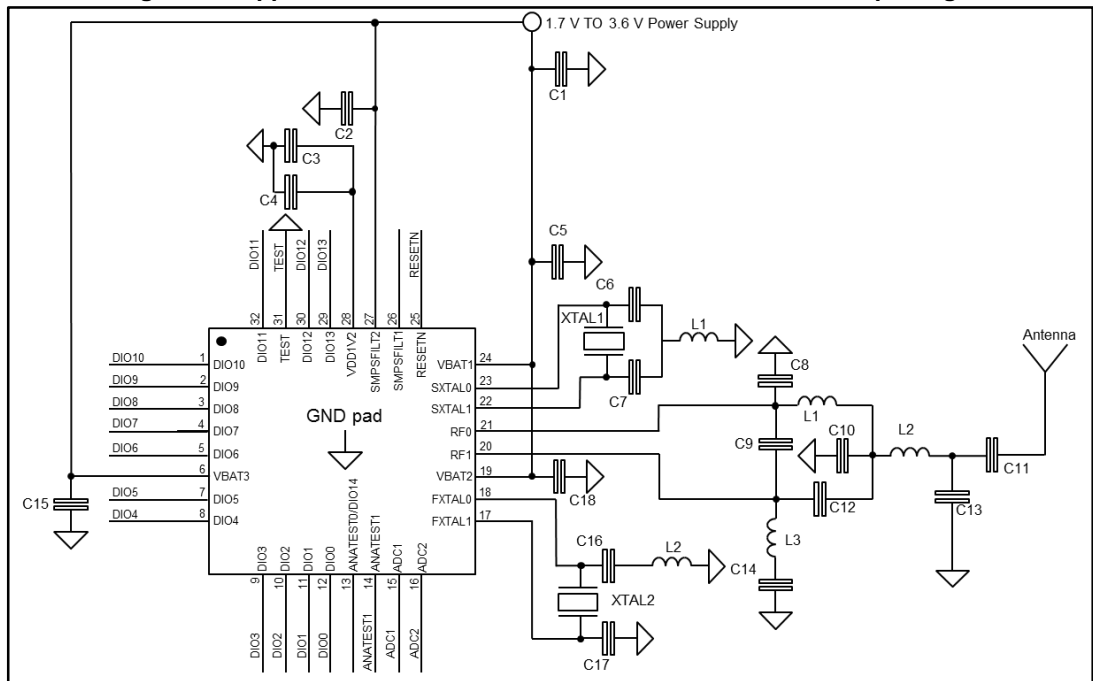 1.7 V TO 3.6 V Power Supply
C1
C2
C3
C4
C5
C6
XTAL1
L1
C7
Antenna
C8
L1
C9
C10
L2
C11
C12
C13
L3
C14
C18
C16
L2
XTAL2
C17
C15
DIO11
TEST
DIO12
DIO13
RESETN
32
31
30
29
28
27
26
25
DIO11
TEST
DIO12
DIO13
VDD1V2
SMPSFILT2
SMPSFILT1
RESETN
DIO10 1 DIO10
DIO9 2 DIO9
DIO8 3 DIO8
DIO7 4 DIO7
DIO6 5 DIO6
6 VBAT3
DIO5 7 DIO5
DIO4 8 DIO4
GND pad
VBAT1 24
SXTAL0 23
SXTAL1 22
RF0 21
RF1 20
VBAT2 19
FXTAL0 18
FXTAL1 17
DIO3
DIO2
DIO1
DIO0
ANATEST0/DIO14
ANATEST1
ADC1
ADC2
9
10
11
12
13
14
15
16
DIO3
DIO2
DIO1
DIO0
ANATEST1
ADC1
ADC2